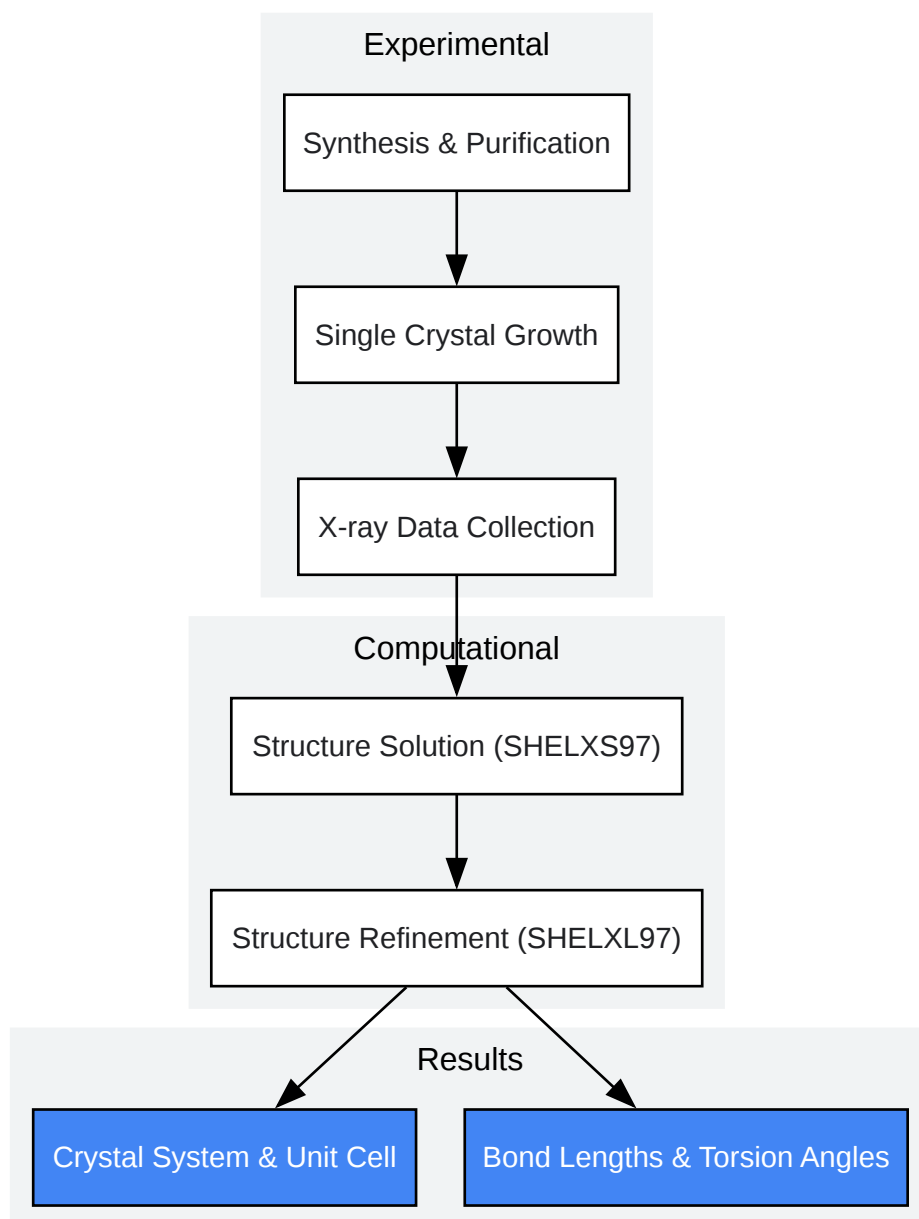 Experimental
Synthesis & Purification
Single Crystal Growth
X-ray Data Collection
Computational
Structure Solution (SHELXS97)
Structure Refinement (SHELXL97)
Results
Crystal System & Unit Cell
Bond Lengths & Torsion Angles